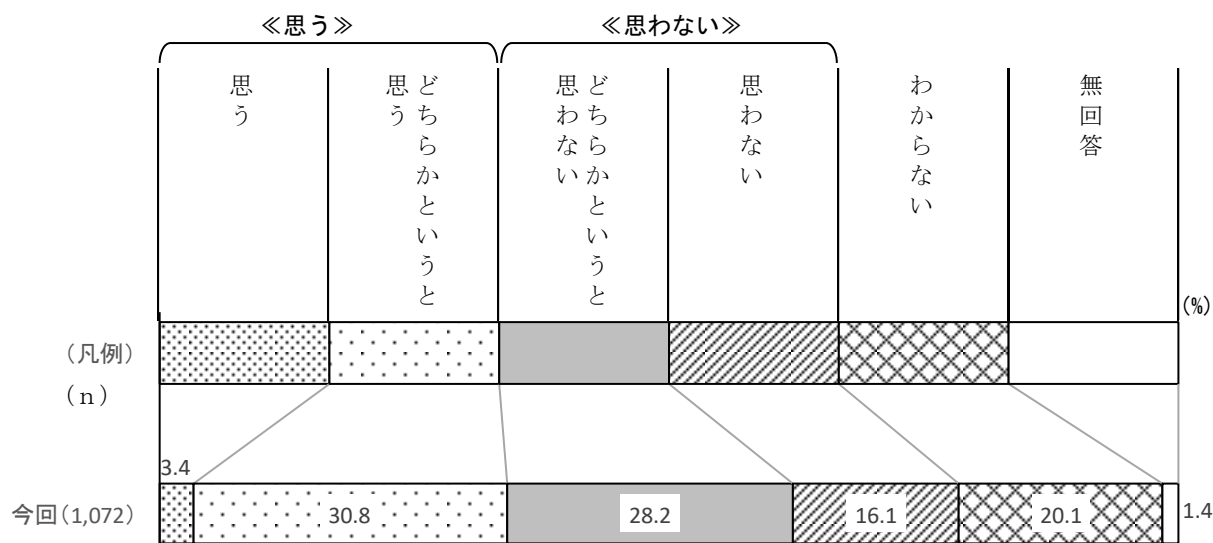 ≪思う≫
≪思わない≫
思う
どちらかというと
思う
どちらかというと
思わない
思わない
わからない
無回答
(%)
(凡例)
(n)
3.4
今回(1,072)
30.8
28.2
16.1
20.1
1.4